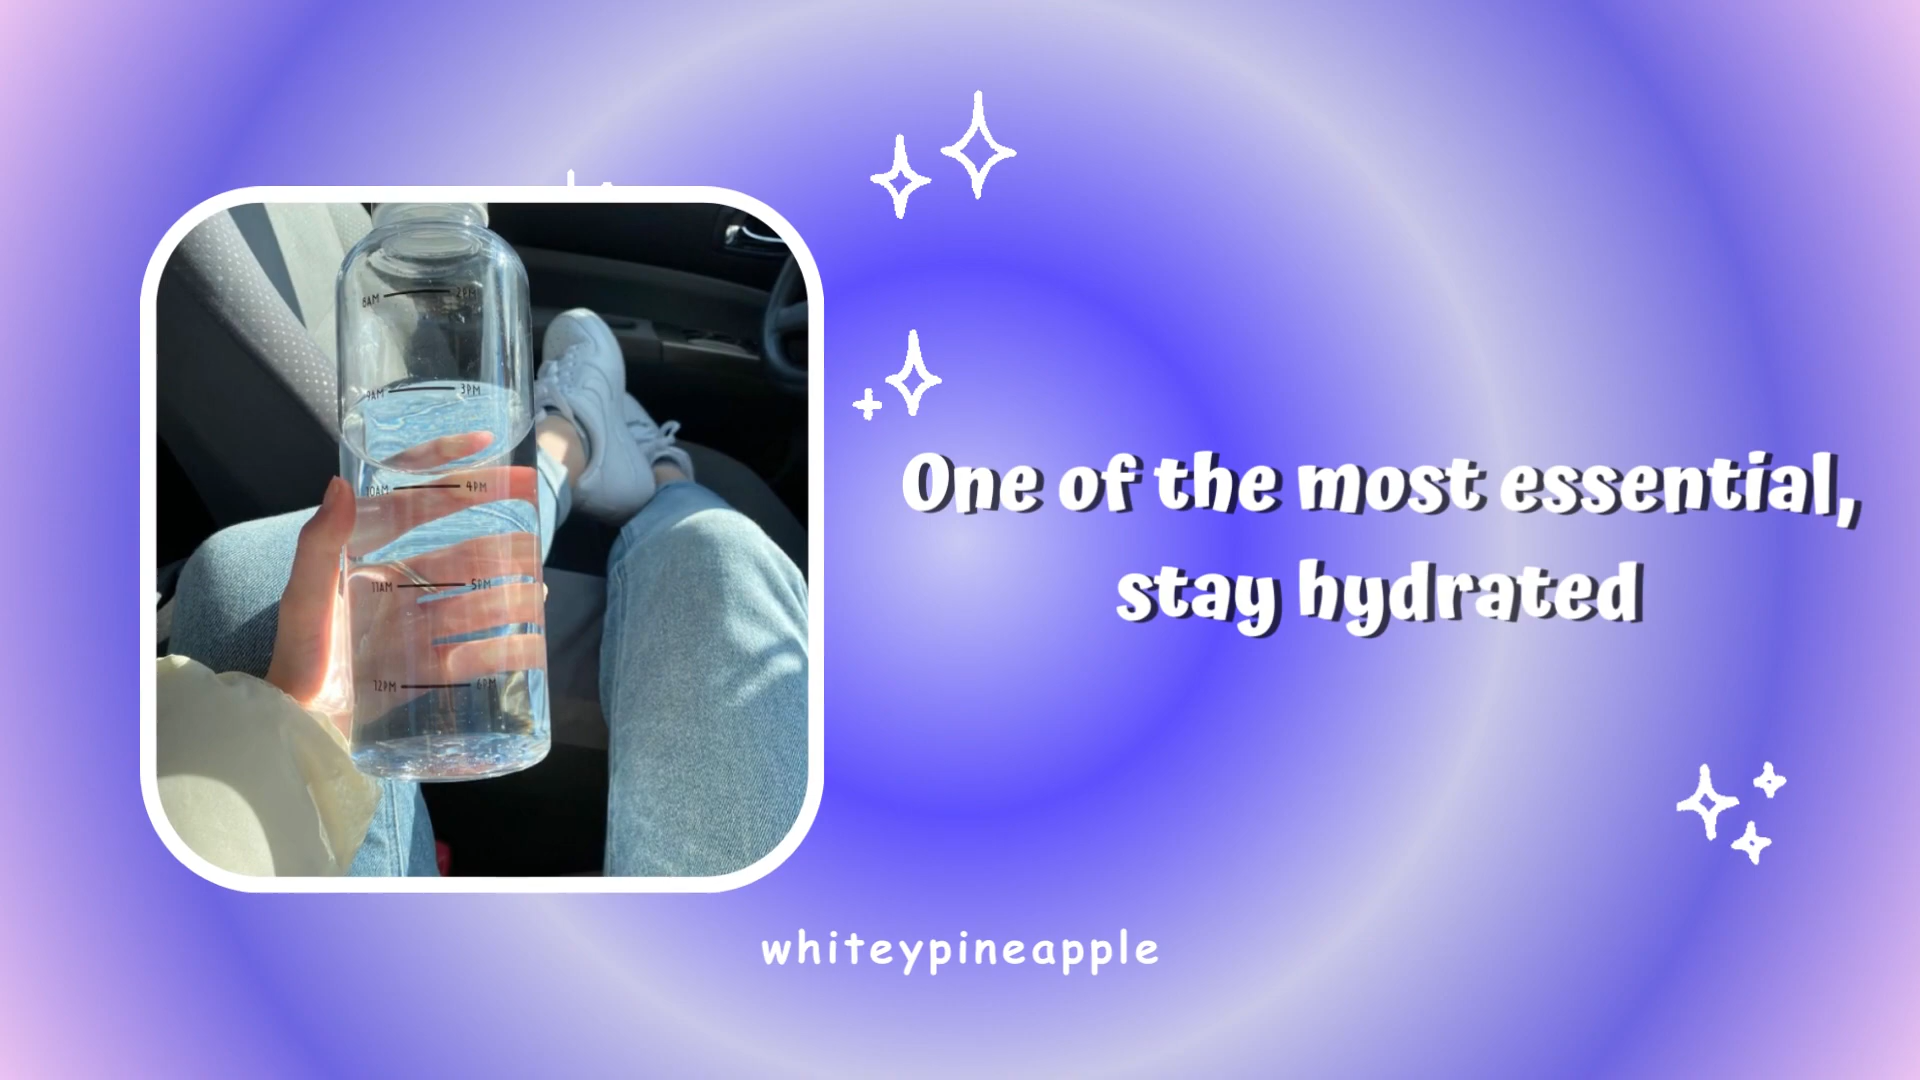 8AM 2PM
9AM 3PM
10AM 4PM
11AM 5PM
12PM 6PM
One of the most essential,
stay hydrated
whiteypineapple